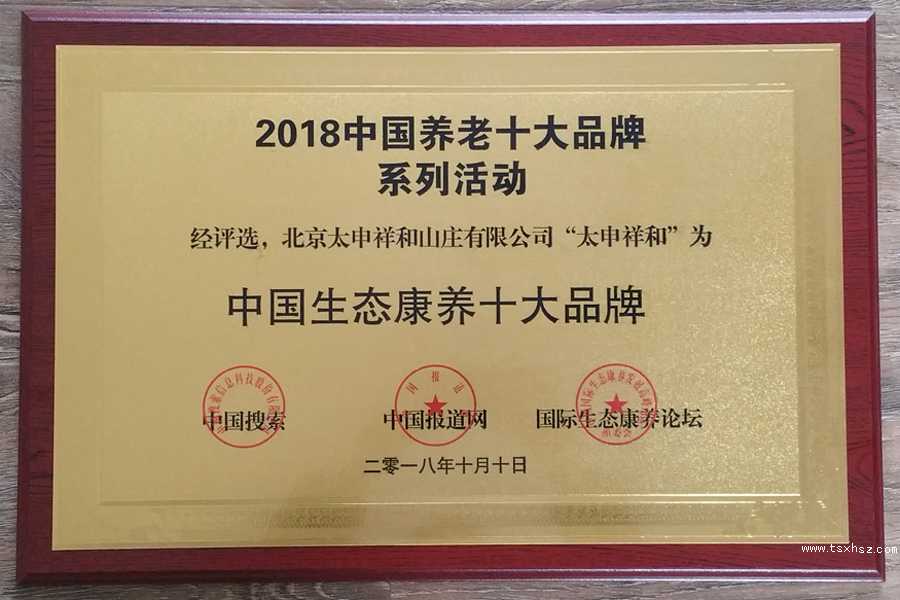 2018中国养老十大品牌
系列活动
经评选，北京太申祥和山庄有限公司“太申祥和”为
中国生态康养十大品牌
中国搜索
中国报道网
国际生态康养论坛
二零一八年十月十日
www.tsxhsz.com